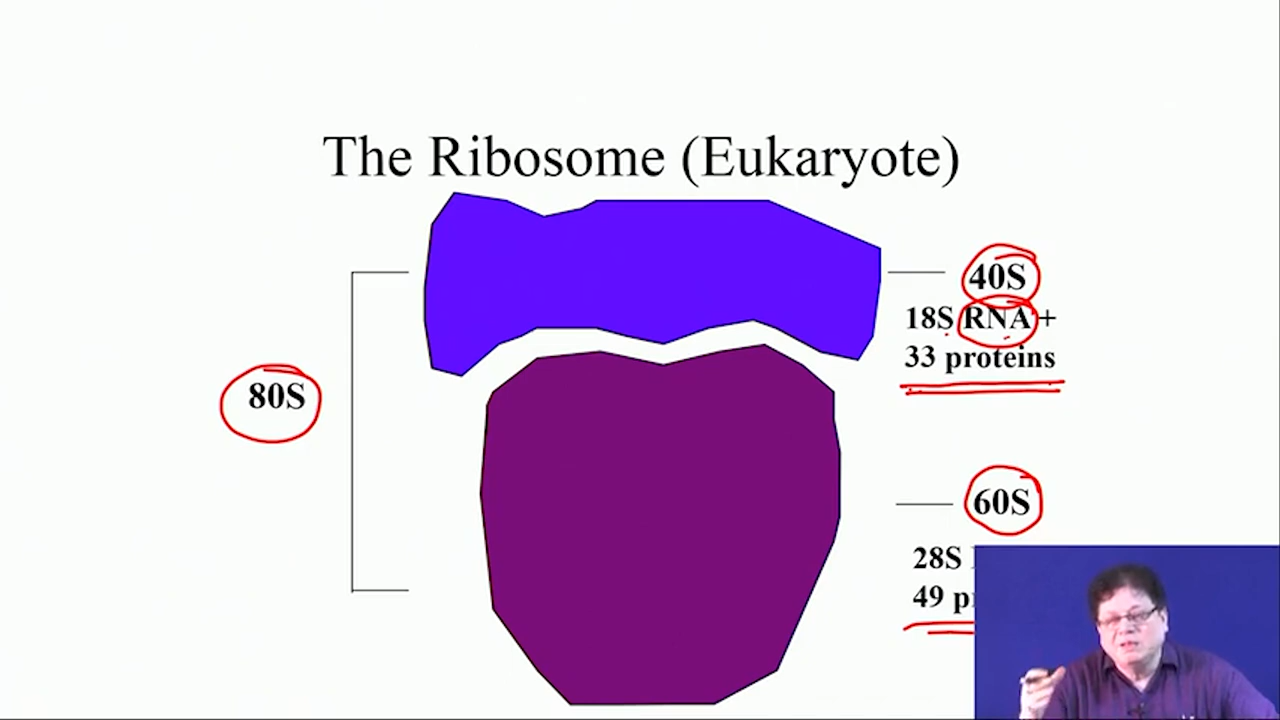 The Ribosome (Eukaryote)
40S
18S RNA +
33 proteins
80S
60S
28S
49